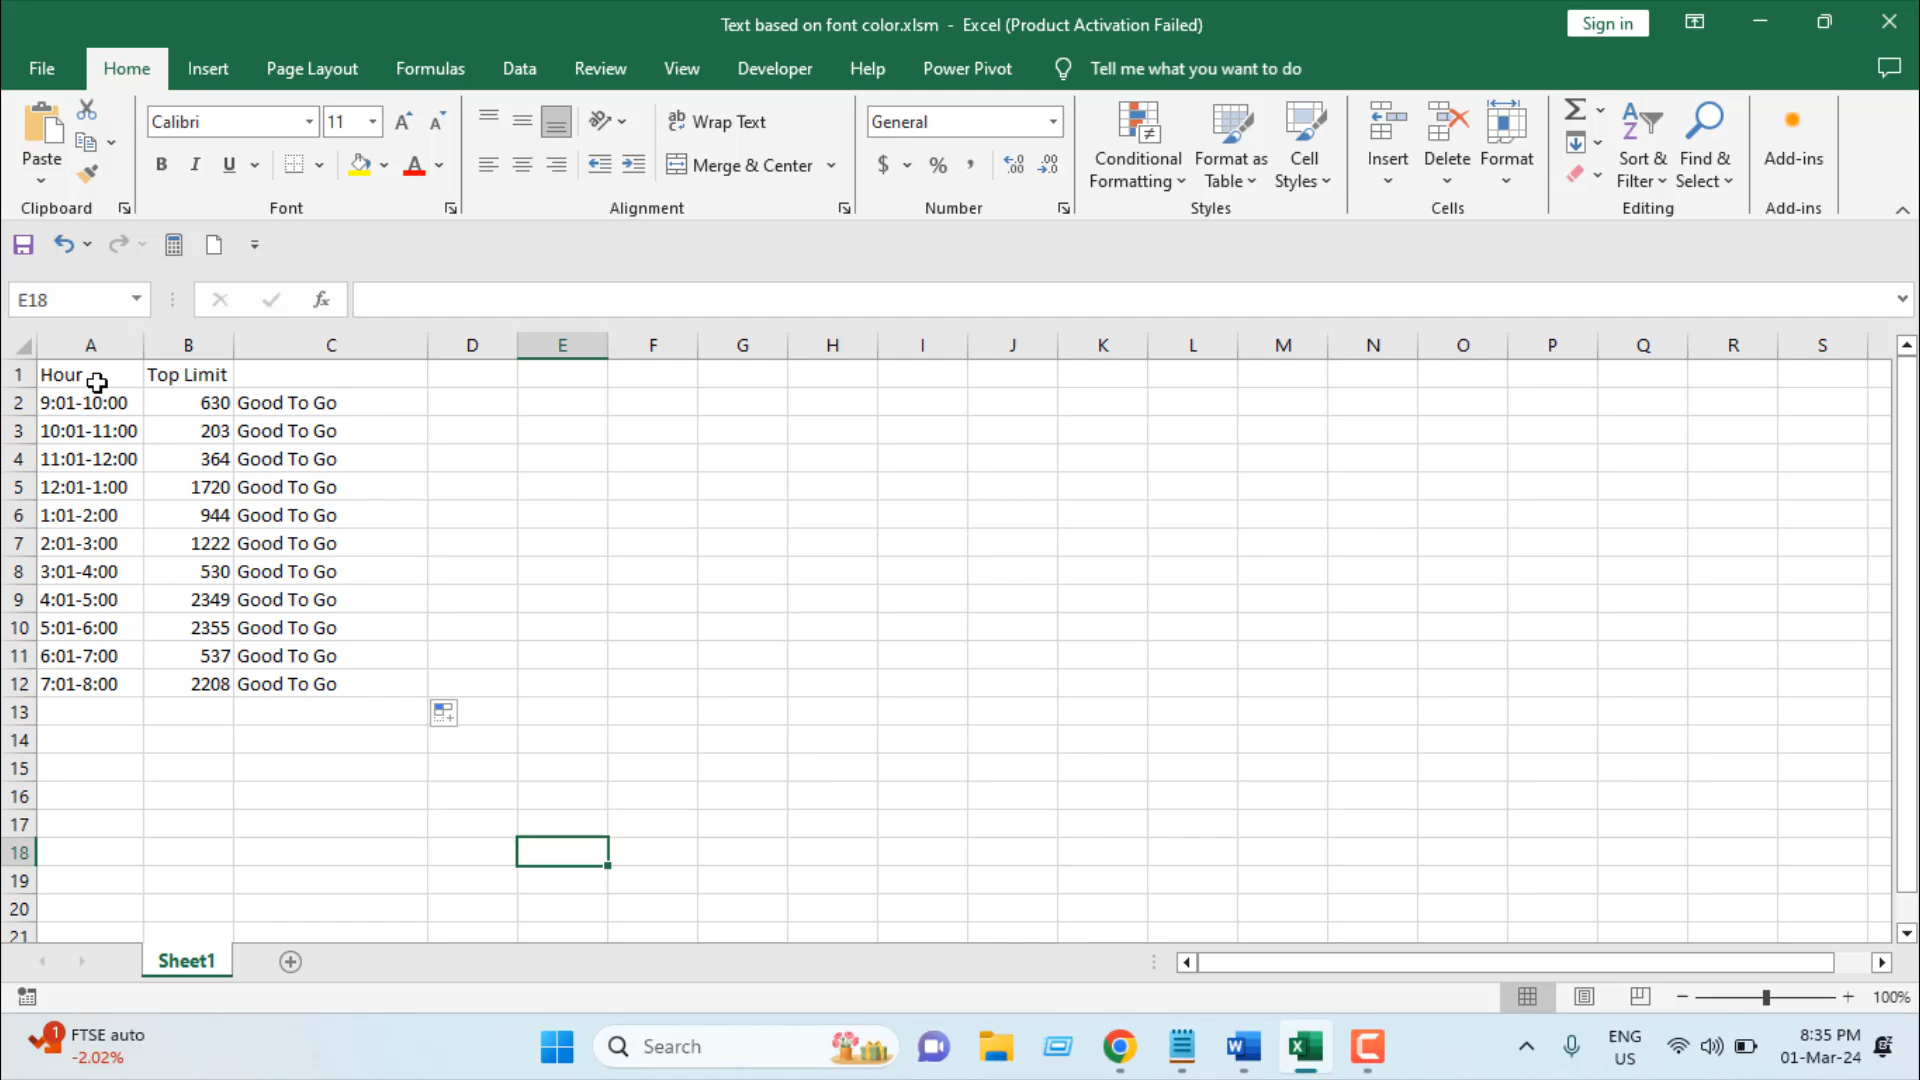 Text based on font color.xlsm - Excel (Product Activation Failed)
Sign in
File Home Insert Page Layout Formulas Data Review View Developer Help Power Pivot Tell me what you want to do
Paste
Clipboard
Calibri 11
B I U A
Font
ab Wrap Text
Merge & Center
Alignment
General
$ % ,
Number
Conditional Formatting
Format as Table
Cell Styles
Styles
Insert
Delete
Format
Cells
Sort & Filter
Find & Select
Editing
Add-ins
Add-ins
E18
fx
A B C D E F G H I J K L M N O P Q R S
1 Hour Top Limit
2 9:01-10:00 630 Good To Go
3 10:01-11:00 203 Good To Go
4 11:01-12:00 364 Good To Go
5 12:01-1:00 1720 Good To Go
6 1:01-2:00 944 Good To Go
7 2:01-3:00 1222 Good To Go
8 3:01-4:00 530 Good To Go
9 4:01-5:00 2349 Good To Go
10 5:01-6:00 2355 Good To Go
11 6:01-7:00 537 Good To Go
12 7:01-8:00 2208 Good To Go
13
14
15
16
17
18
19
20
21
Sheet1
100%
1 FTSE auto
-2.02%
Search
ENG
US
8:35 PM
01-Mar-24